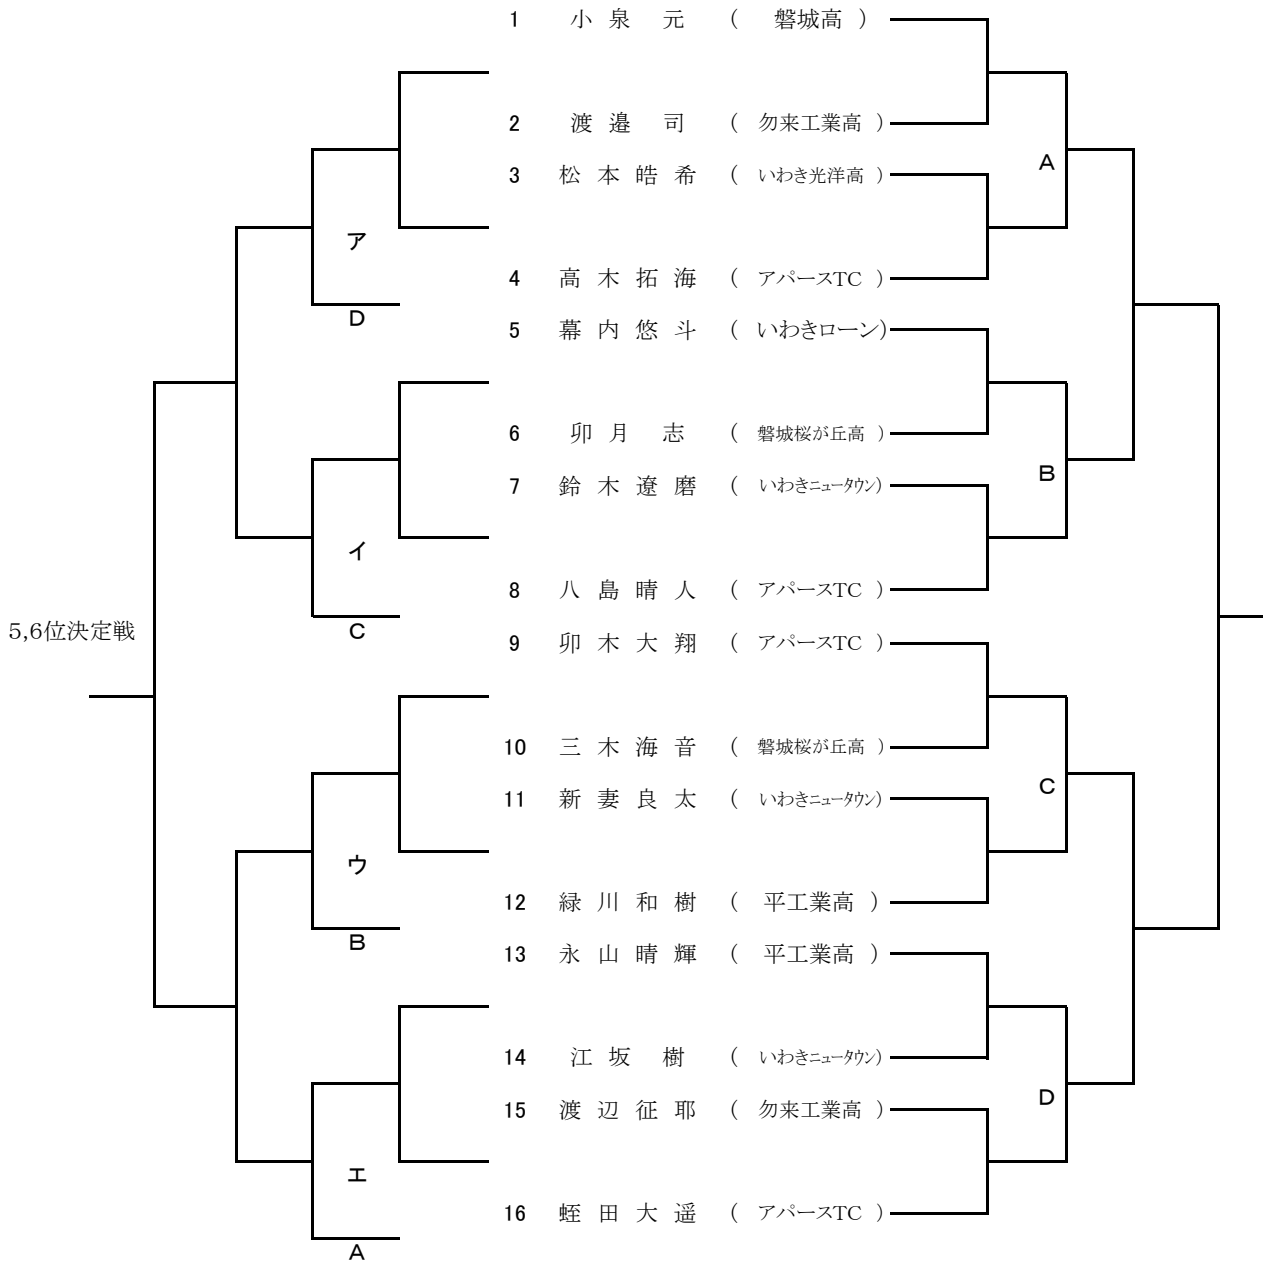 1 小泉 元 ( 磐城高 )
2 渡邉 司 ( 勿来工業高 )
A
3 松本皓希 ( いわき光洋高 )
ア
4 高木拓海 ( アパースTC )
D
5 幕内悠斗 ( いわきローン)
6 卯月 志 ( 磐城桜が丘高 )
B
7 鈴木遼磨 ( いわきニュータウン)
イ
8 八島晴人 ( アパースTC )
5,6位決定戦
C
9 卯木大翔 ( アパースTC )
10 三木海音 ( 磐城桜が丘高 )
C
11 新妻良太 ( いわきニュータウン)
ウ
12 緑川和樹 ( 平工業高 )
B
13 永山晴輝 ( 平工業高 )
14 江坂 樹 ( いわきニュータウン)
D
15 渡辺征耶 ( 勿来工業高 )
エ
16 蛭田大遥 ( アパースTC )
A